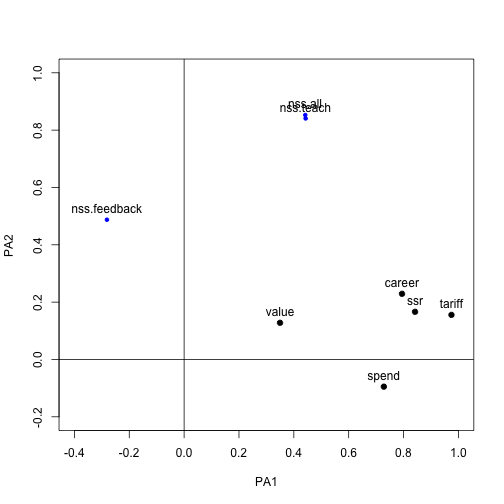 1.0
0.8
0.6
0.4
0.2
0.0
-0.2
PA2
nss.all
nss.teach
nss.feedback
career
ssr
tariff
value
spend
-0.4 -0.2 0.0 0.2 0.4 0.6 0.8 1.0
PA1